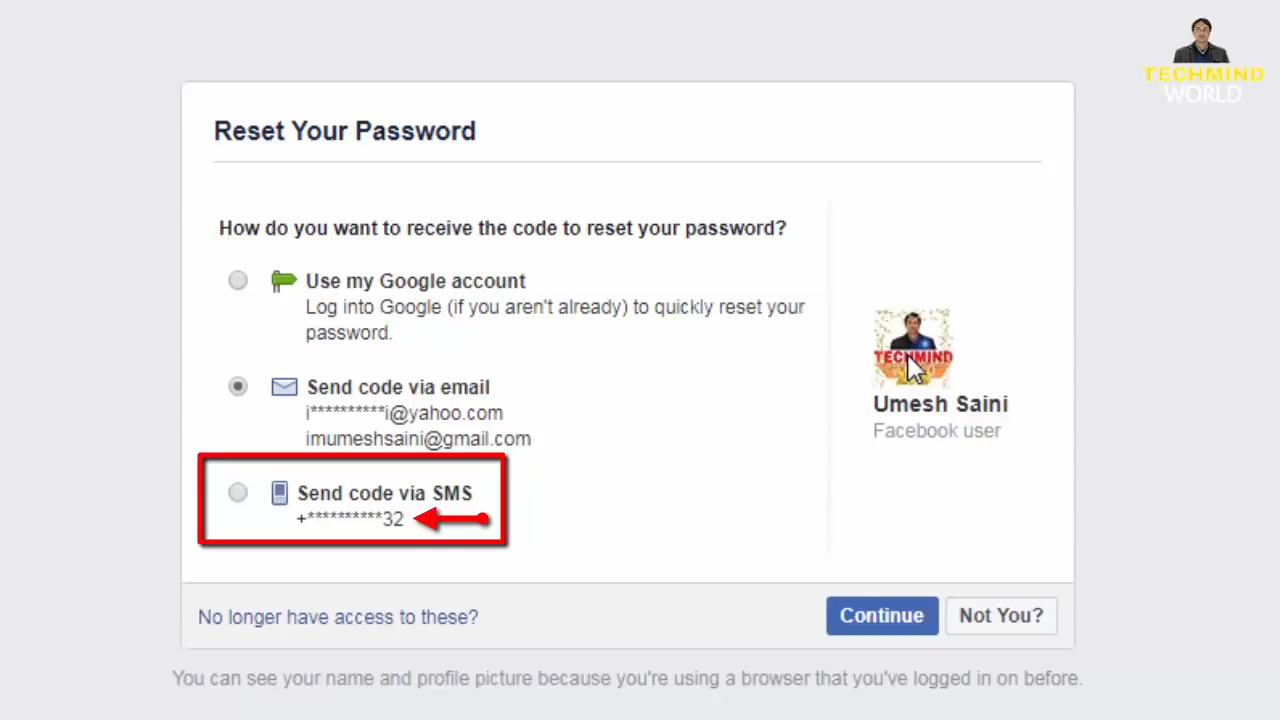 TECHMIND
WORLD
Reset Your Password
How do you want to receive the code to reset your password?
Use my Google account
Log into Google (if you aren't already) to quickly reset your
password.
Send code via email
i**********i@yahoo.com
imumeshsaini@gmail.com
Send code via SMS
+**********32
TECHMIND
Umesh Saini
Facebook user
No longer have access to these?
Continue
Not You?
You can see your name and profile picture because you're using a browser that you've logged in on before.